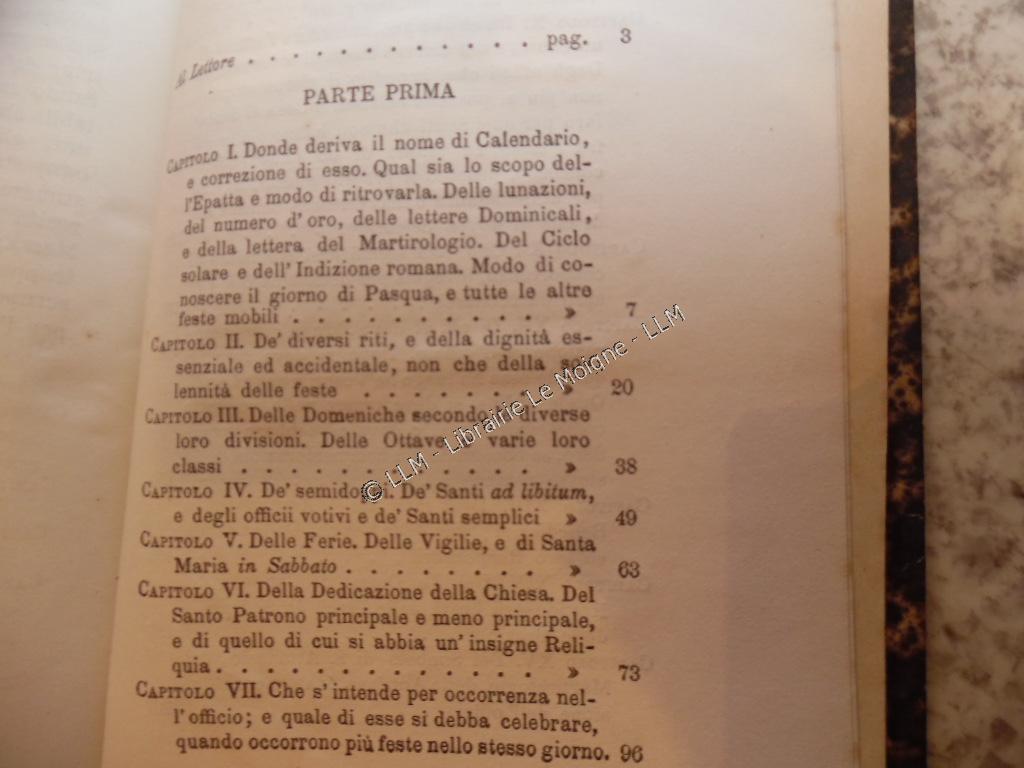 Al Lettore . . . . . . . . . . . . . . pag. 3
PARTE PRIMA
CAPITOLO I. Donde deriva il nome di Calendario,
e correzione di esso. Qual sia lo scopo del-
l'Epatta e modo di ritrovarla. Delle lunazioni,
del numero d'oro, delle lettere Dominicali,
e della lettera del Martirologio. Del Ciclo
solare e dell'Indizione romana. Modo di co-
noscere il giorno di Pasqua, e tutte le altre
feste mobili . . . . . . . . . . . » 7
CAPITOLO II. De' diversi riti, e della dignità es-
senziale ed accidentale, non che della so-
lennità delle feste . . . . . . . . » 20
CAPITOLO III. Delle Domeniche secondo diverse
loro divisioni. Delle Ottave varie loro
classi . . . . . . . . . . . . . . » 38
CAPITOLO IV. De' De' Santi ad libitum,
e degli officii votivi e de' Santi semplici » 49
CAPITOLO V. Delle Ferie. Delle Vigilie, e di Santa
Maria in Sabbato . . . . . . . . . » 63
CAPITOLO VI. Della Dedicazione della Chiesa. Del
Santo Patrono principale e meno principale,
e di quello di cui si abbia un' insigne Reli-
quia . . . . . . . . . . . . . . . » 73
CAPITOLO VII. Che s'intende per occorrenza nel-
l'officio; e quale di esse si debba celebrare,
quando occorrono più feste nello stesso giorno. 96
© LLM - Librairie Le Moigne - LLM